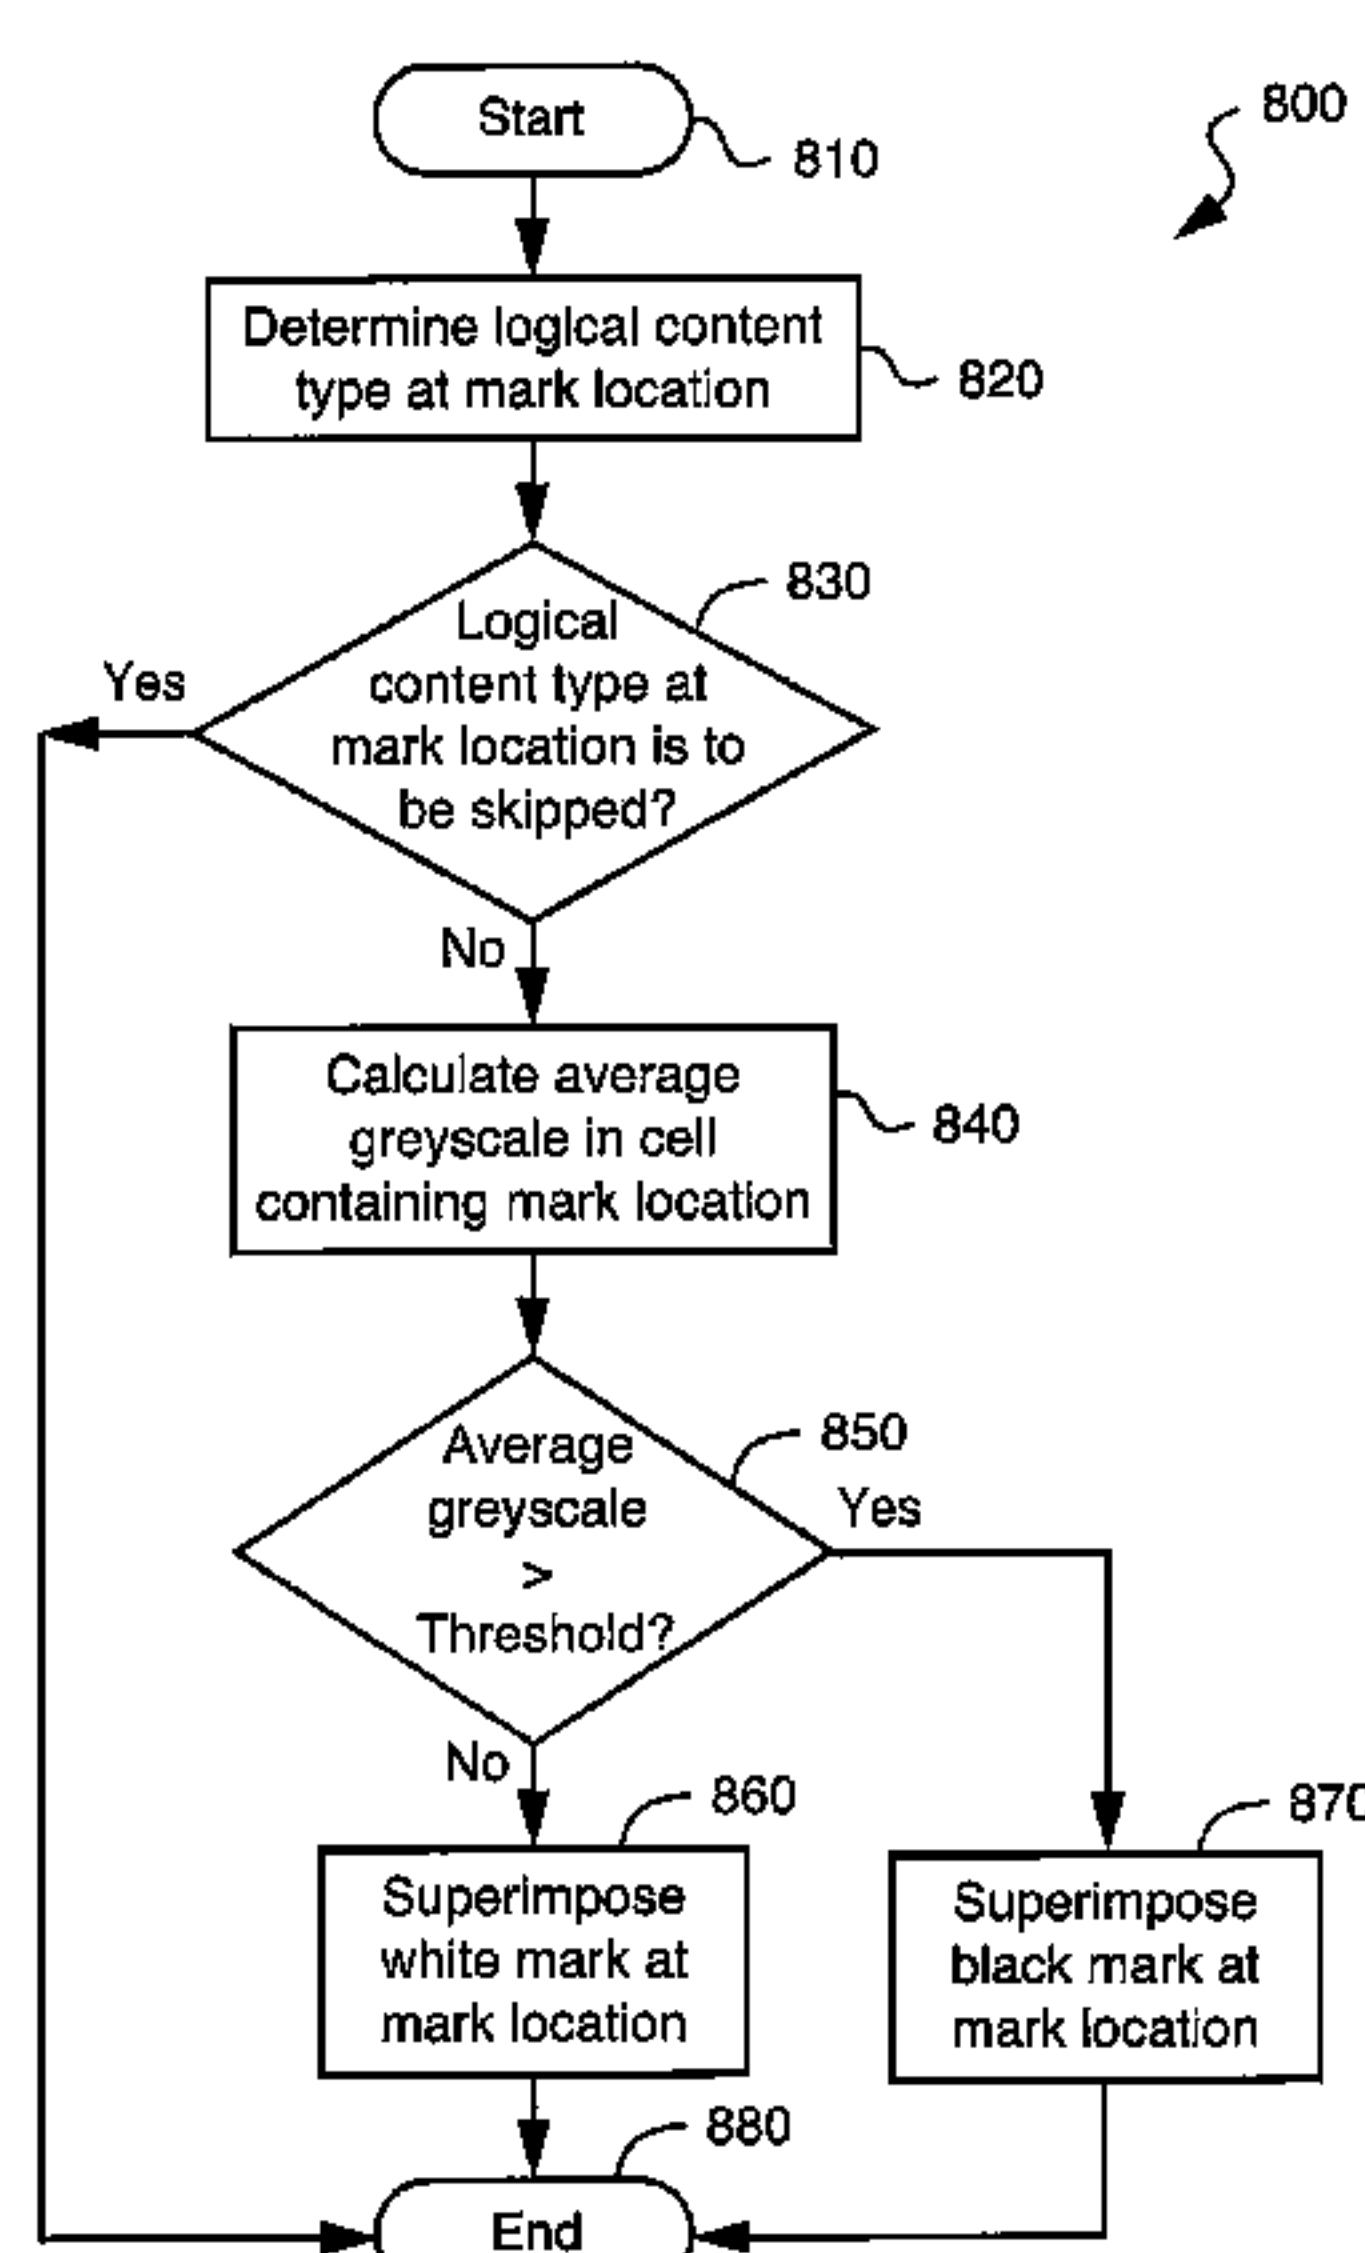 Start
810
800
Determine logical content
type at mark location
820
830
Logical
content type at
mark location is to
be skipped?
Yes
No
Calculate average
greyscale in cell
containing mark location
840
850
Average
greyscale
>
Threshold?
Yes
No
860
Superimpose
white mark at
mark location
870
Superimpose
black mark at
mark location
880
End